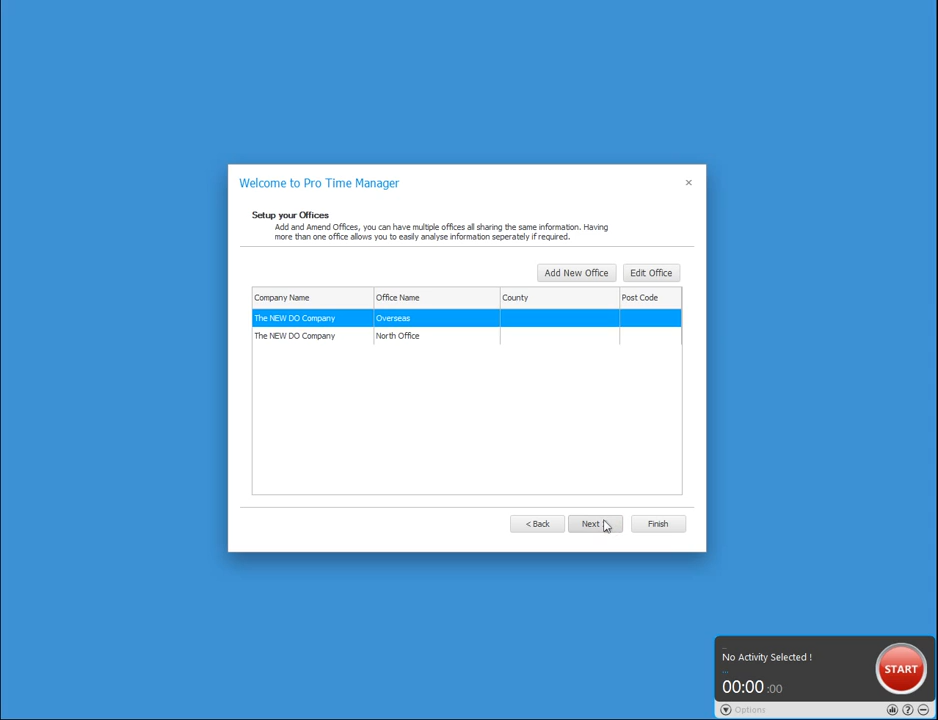 Welcome to Pro Time Manager
Setup your Offices
Add and Amend Offices, you can have multiple offices all sharing the same information. Having
more than one office allows you to easily analyse information seperately if required.
Add New Office Edit Office
Company Name Office Name County Post Code
The NEW DO Company Overseas
The NEW DO Company North Office
< Back Next Finish
..
No Activity Selected !
...
START
00:00 :00
Options ?